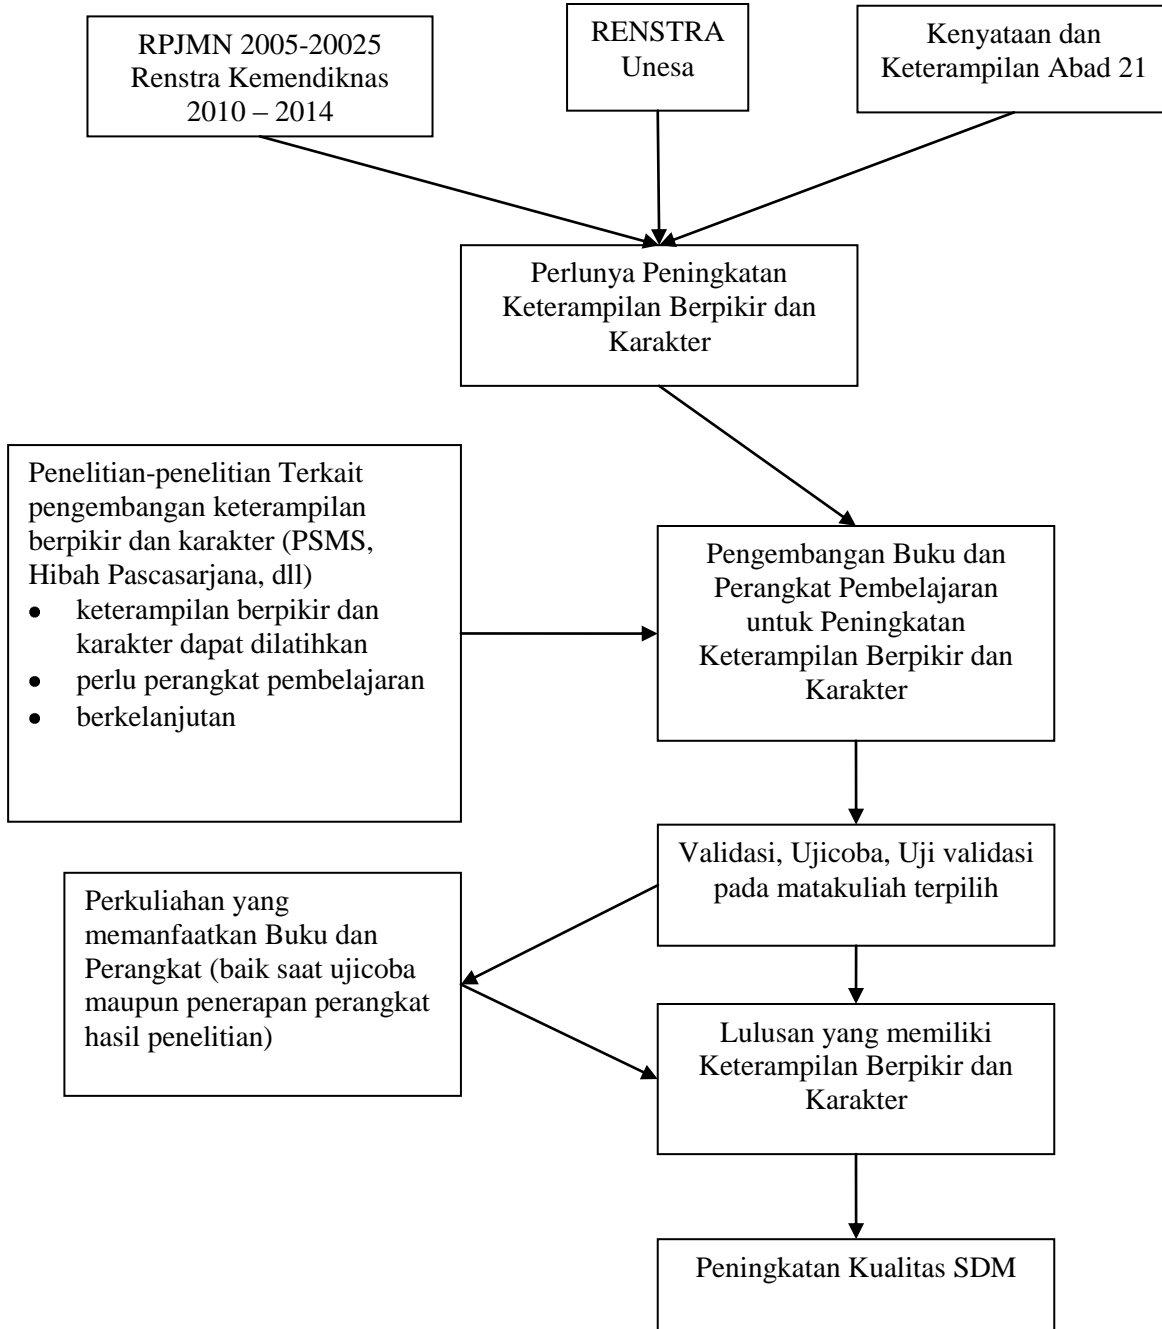 RPJMN 2005-20025
Renstra Kemendiknas
2010 – 2014
RENSTRA
Unesa
Kenyataan dan
Keterampilan Abad 21
Perlunya Peningkatan
Keterampilan Berpikir dan
Karakter
Penelitian-penelitian Terkait
pengembangan keterampilan
berpikir dan karakter (PSMS,
Hibah Pascasarjana, dll)
• keterampilan berpikir dan
karakter dapat dilatihkan
• perlu perangkat pembelajaran
• berkelanjutan
Pengembangan Buku dan
Perangkat Pembelajaran
untuk Peningkatan
Keterampilan Berpikir dan
Karakter
Validasi, Ujicoba, Uji validasi
pada matakuliah terpilih
Perkuliahan yang
memanfaatkan Buku dan
Perangkat (baik saat ujicoba
maupun penerapan perangkat
hasil penelitian)
Lulusan yang memiliki
Keterampilan Berpikir dan
Karakter
Peningkatan Kualitas SDM